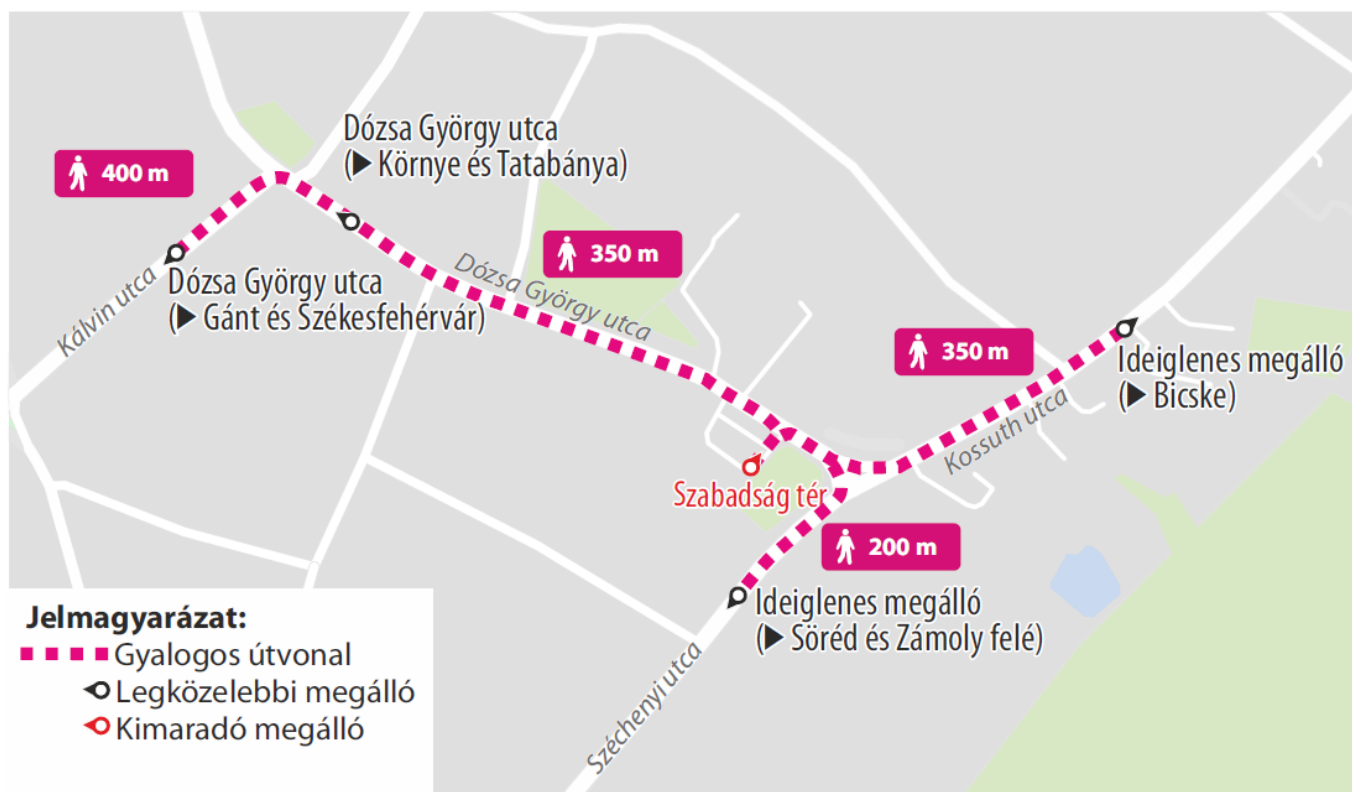 Dózsa György utca
(▶ Környe és Tatabánya)
400 m
350 m
Dózsa György utca
Kálvin utca
Dózsa György utca
(▶ Gánt és Székesfehérvár)
350 m
Ideiglenes megálló
(▶ Bicske)
Kossuth utca
Szabadság tér
200 m
Ideiglenes megálló
(▶ Söréd és Zámoly felé)
Széchenyi utca
Jelmagyarázat:
Gyalogos útvonal
Legközelebbi megálló
Kimaradó megálló